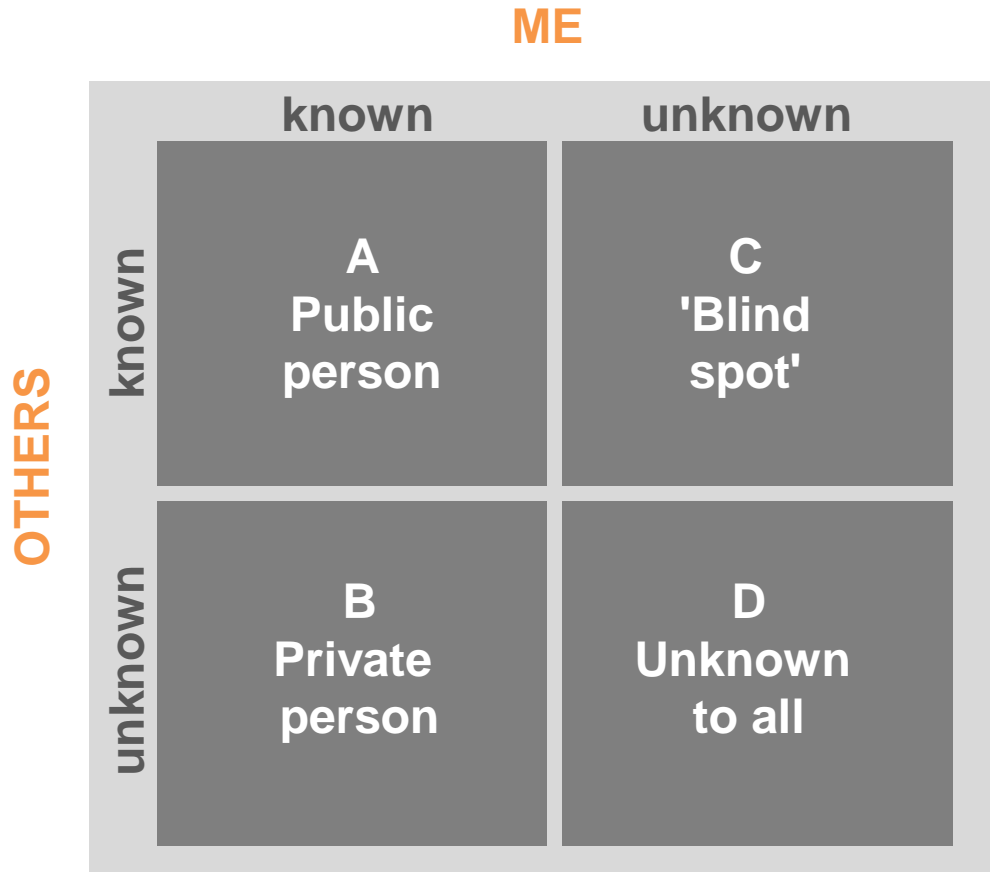 ME
known
unknown
OTHERS
known
A
Public
person
C
'Blind
spot'
unknown
B
Private
person
D
Unknown
to all